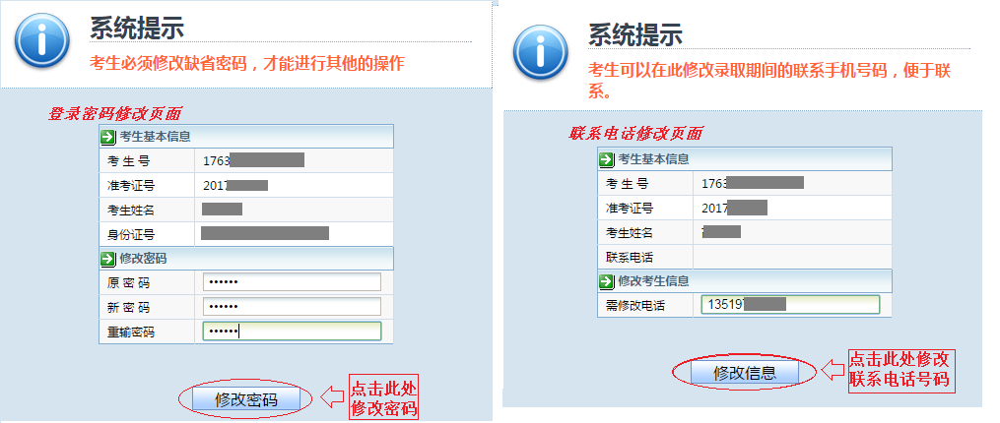 系统提示
考生必须修改缺省密码，才能进行其他的操作
登录密码修改页面
考生基本信息
考 生 号 1763
准考证号 2017
考生姓名
身份证号
修改密码
原 密 码 ••••••
新 密 码 ••••••
重输密码 ••••••
修改密码
点击此处
修改密码
系统提示
考生可以在此修改录取期间的联系手机号码，便于联
系。
联系电话修改页面
考生基本信息
考 生 号 1763
准考证号 2017
考生姓名
联系电话
修改考生信息
需修改电话 13519
修改信息
点击此处修改
联系电话号码